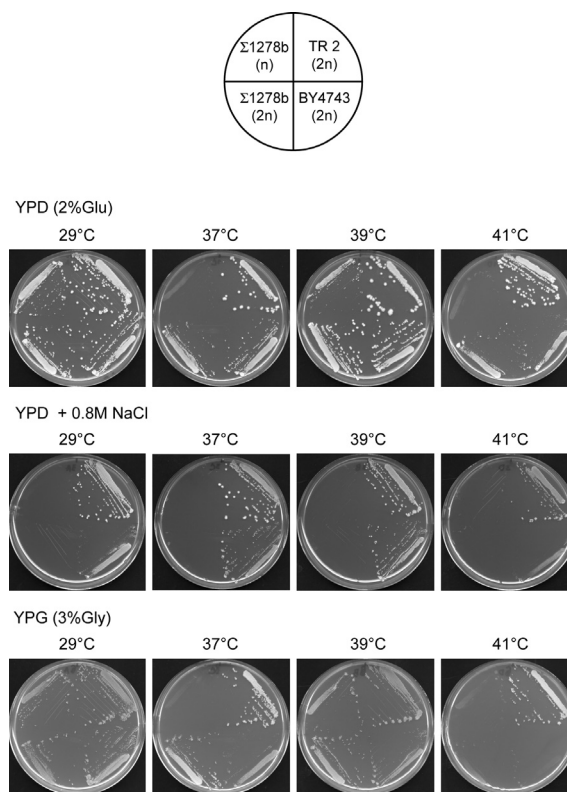 Σ1278b TR 2
(n) (2n)
Σ1278b BY4743
(2n) (2n)
YPD (2%Glu)
29°C 37°C 39°C 41°C
YPD + 0.8M NaCl
29°C 37°C 39°C 41°C
YPG (3%Gly)
29°C 37°C 39°C 41°C